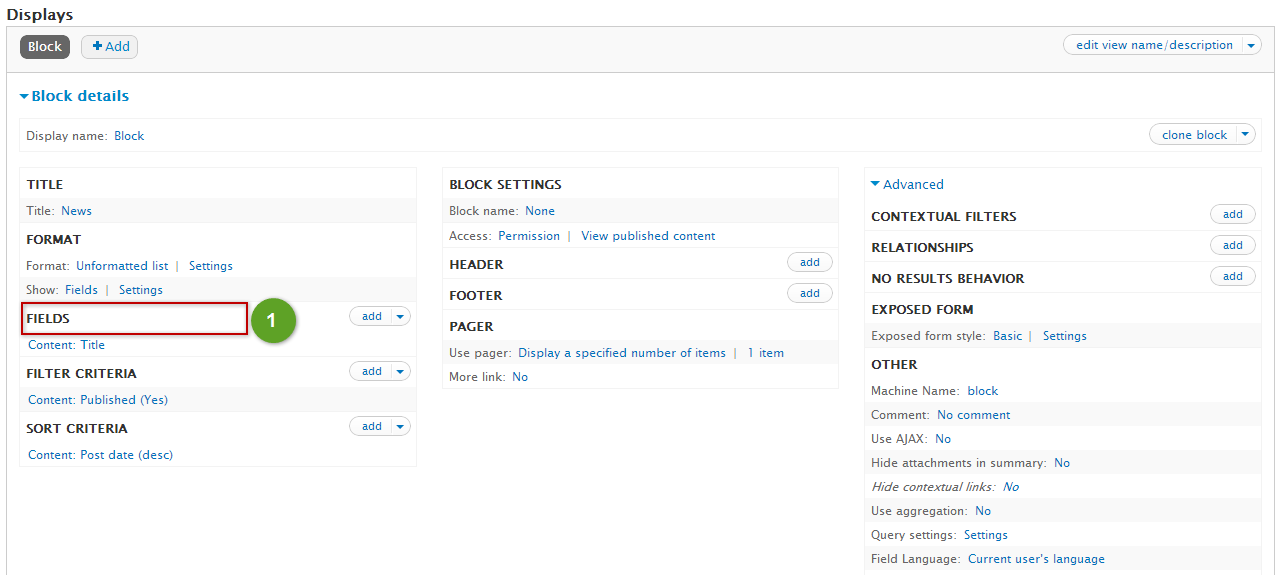 Displays
Block
Add
edit view name/description
Block details
Display name: Block
clone block
TITLE
Title: News
FORMAT
Format: Unformatted list | Settings
Show: Fields | Settings
FIELDS
add
1
Content: Title
FILTER CRITERIA
add
Content: Published (Yes)
SORT CRITERIA
add
Content: Post date (desc)
BLOCK SETTINGS
Block name: None
Access: Permission | View published content
HEADER
add
FOOTER
add
PAGER
Use pager: Display a specified number of items | 1 item
More link: No
Advanced
CONTEXTUAL FILTERS
add
RELATIONSHIPS
add
NO RESULTS BEHAVIOR
add
EXPOSED FORM
Exposed form style: Basic | Settings
OTHER
Machine Name: block
Comment: No comment
Use AJAX: No
Hide attachments in summary: No
Hide contextual links: No
Use aggregation: No
Query settings: Settings
Field Language: Current user's language